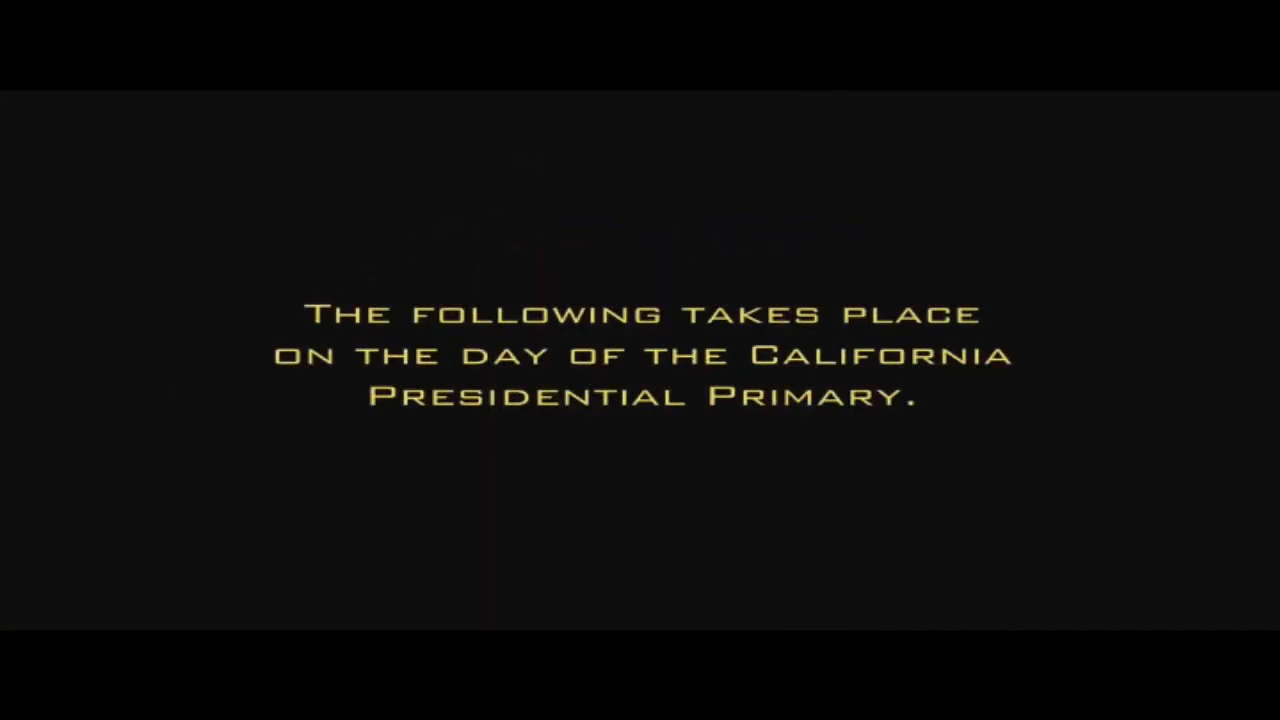 The following takes place
on the day of the California
Presidential Primary.